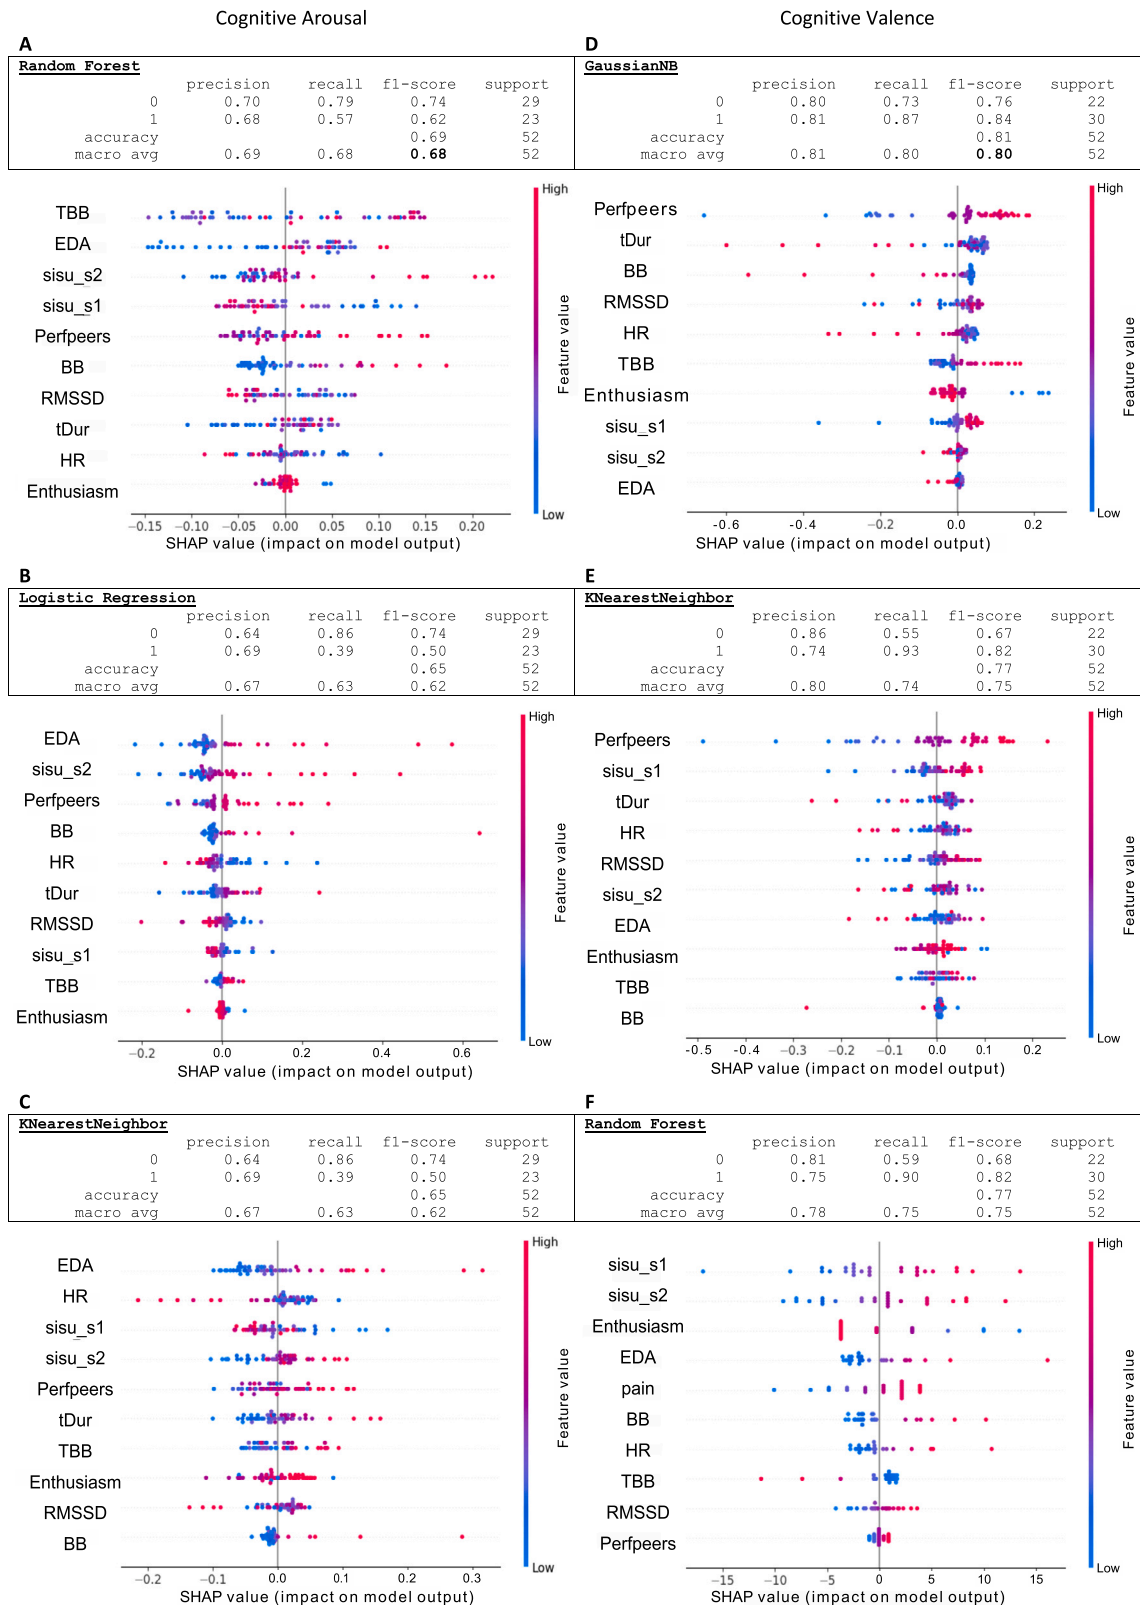 Cognitive Arousal
Cognitive Valence
A
Random Forest
precision recall f1-score support
0 0.70 0.79 0.74 29
1 0.68 0.57 0.62 23
accuracy 0.69 52
macro avg 0.69 0.68 0.68 52
High
TBB
EDA
sisu_s2
sisu_s1
Perfpeers
BB
RMSSD
tDur
HR
Enthusiasm
Feature value
Low
−0.15 −0.10 −0.05 0.00 0.05 0.10 0.15 0.20
SHAP value (impact on model output)
D
GaussianNB
precision recall f1-score support
0 0.80 0.73 0.76 22
1 0.81 0.87 0.84 30
accuracy 0.81 52
macro avg 0.81 0.80 0.80 52
High
Perfpeers
tDur
BB
RMSSD
HR
TBB
Enthusiasm
sisu_s1
sisu_s2
EDA
Feature value
Low
-0.6 -0.4 −0.2 0.0 0.2
SHAP value (impact on model output)
B
Logistic Regression
precision recall f1-score support
0 0.64 0.86 0.74 29
1 0.69 0.39 0.50 23
accuracy 0.65 52
macro avg 0.67 0.63 0.62 52
High
EDA
sisu_s2
Perfpeers
BB
HR
tDur
RMSSD
sisu_s1
TBB
Enthusiasm
Feature value
Low
−0.2 0.0 0.2 0.4 0.6
SHAP value (impact on model output)
E
KNearestNeighbor
precision recall f1-score support
0 0.86 0.55 0.67 22
1 0.74 0.93 0.82 30
accuracy 0.77 52
macro avg 0.80 0.74 0.75 52
High
Perfpeers
sisu_s1
tDur
HR
RMSSD
sisu_s2
EDA
Enthusiasm
TBB
BB
Feature value
Low
-0.5 -0.4 −0.3 −0.2 −0.1 0.0 0.1 0.2
SHAP value (impact on model output)
C
KNearestNeighbor
precision recall f1-score support
0 0.64 0.86 0.74 29
1 0.69 0.39 0.50 23
accuracy 0.65 52
macro avg 0.67 0.63 0.62 52
High
EDA
HR
sisu_s1
sisu_s2
Perfpeers
tDur
TBB
Enthusiasm
RMSSD
BB
Feature value
Low
−0.2 −0.1 0.0 0.1 0.2 0.3
SHAP value (impact on model output)
F
Random Forest
precision recall f1-score support
0 0.81 0.59 0.68 22
1 0.75 0.90 0.82 30
accuracy 0.77 52
macro avg 0.78 0.75 0.75 52
High
sisu_s1
sisu_s2
Enthusiasm
EDA
pain
BB
HR
TBB
RMSSD
Perfpeers
Feature value
Low
−15 −10 −5 0 5 10 15
SHAP value (impact on model output)